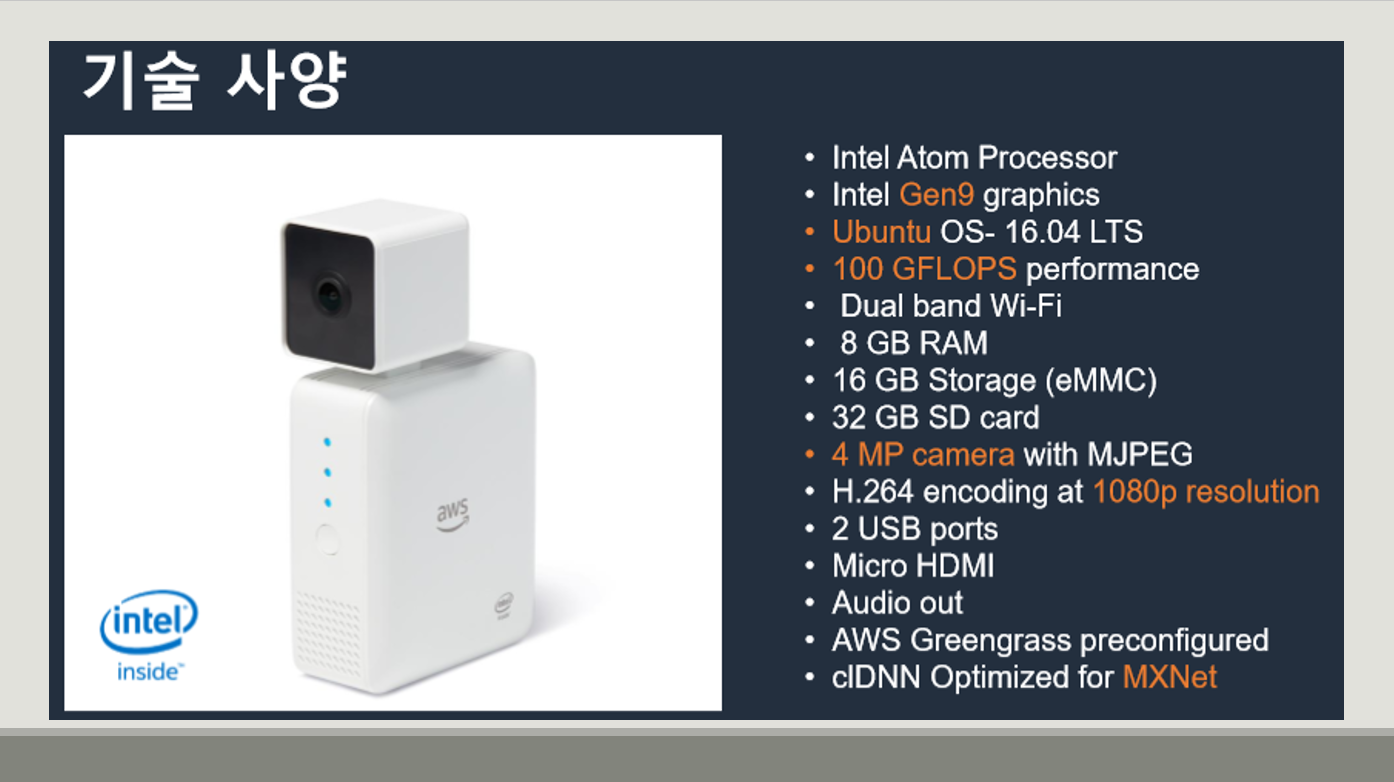 기술 사양
• Intel Atom Processor
• Intel Gen9 graphics
• Ubuntu OS- 16.04 LTS
• 100 GFLOPS performance
• Dual band Wi-Fi
• 8 GB RAM
• 16 GB Storage (eMMC)
• 32 GB SD card
• 4 MP camera with MJPEG
• H.264 encoding at 1080p resolution
• 2 USB ports
• Micro HDMI
• Audio out
• AWS Greengrass preconfigured
• clDNN Optimized for MXNet
aws
intel
inside™
intel
inside